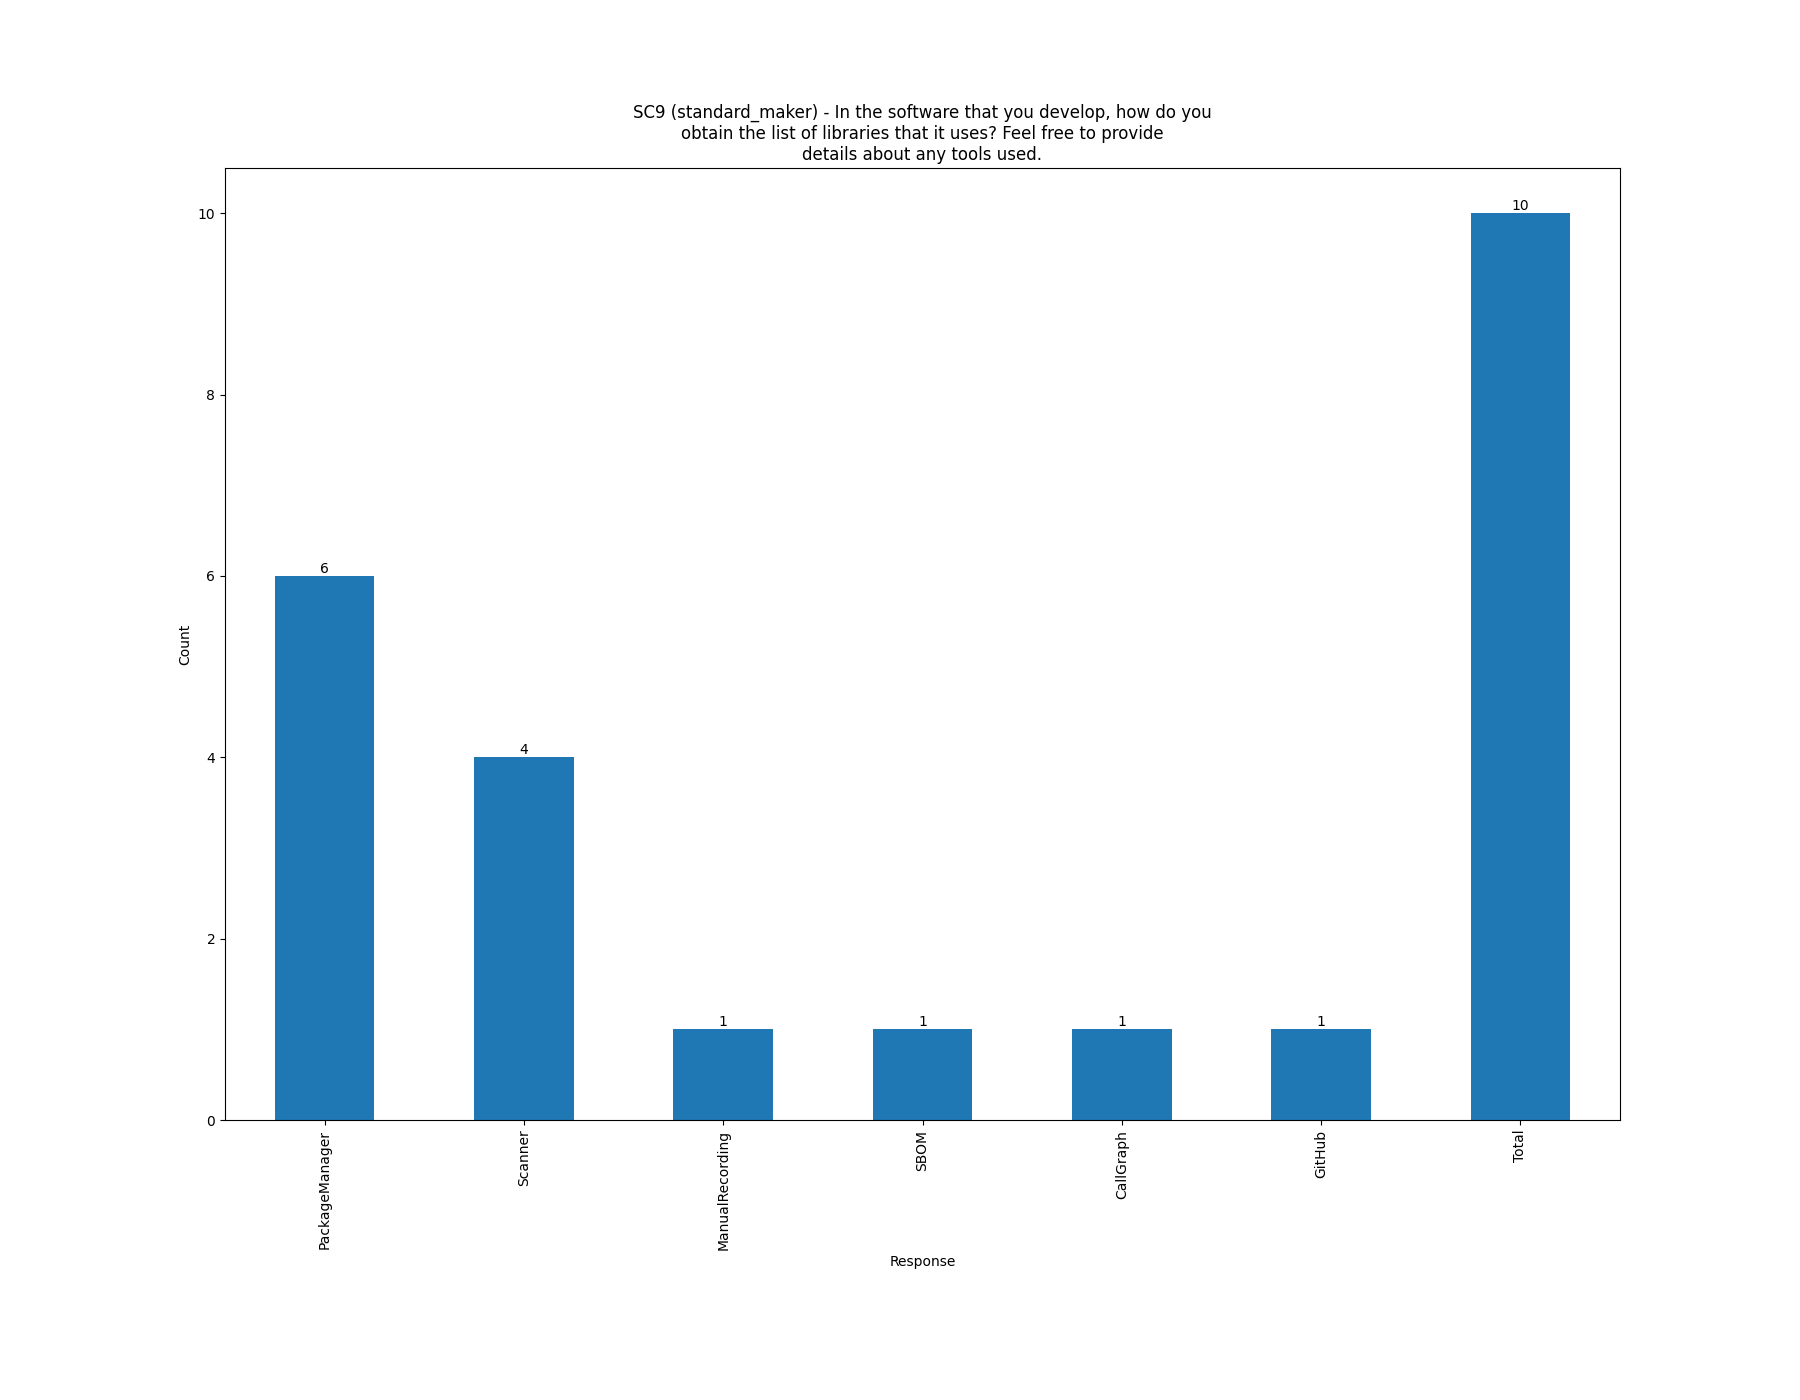 SC9 (standard_maker) - In the software that you develop, how do you
obtain the list of libraries that it uses? Feel free to provide
details about any tools used.
10
8
6
4
2
0
Count
6
4
1
1
1
1
10
PackageManager
Scanner
ManualRecording
SBOM
CallGraph
GitHub
Total
Response